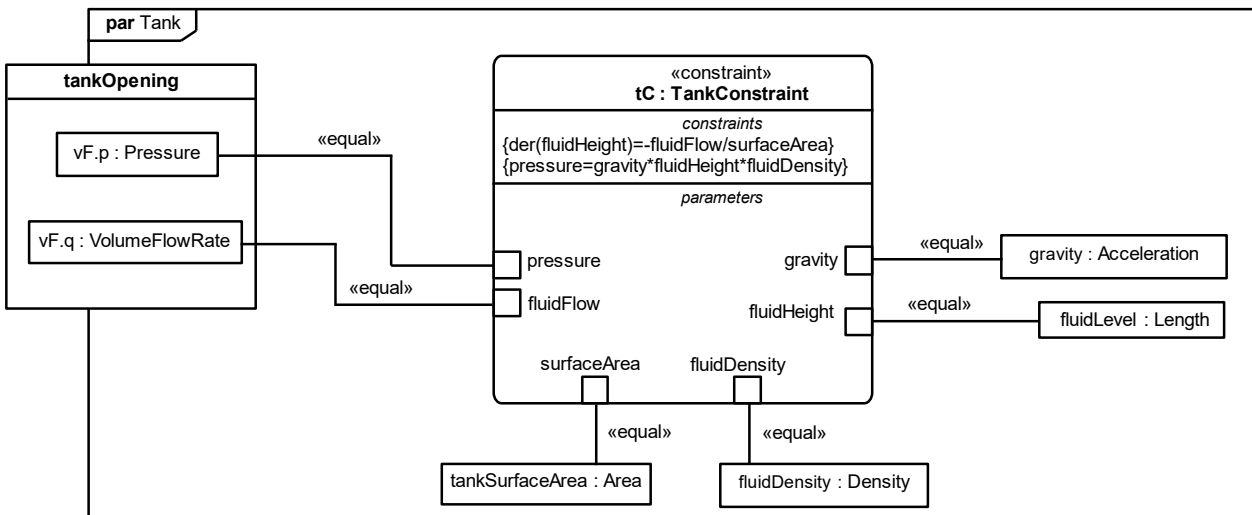 par Tank
tankOpening
vF.p : Pressure
vF.q : VolumeFlowRate
«equal»
«equal»
«constraint»
tC : TankConstraint
constraints
{der(fluidHeight)=-fluidFlow/surfaceArea}
{pressure=gravity*fluidHeight*fluidDensity}
parameters
pressure
fluidFlow
gravity
fluidHeight
surfaceArea
fluidDensity
«equal»
gravity : Acceleration
«equal»
fluidLevel : Length
«equal»
«equal»
tankSurfaceArea : Area
fluidDensity : Density